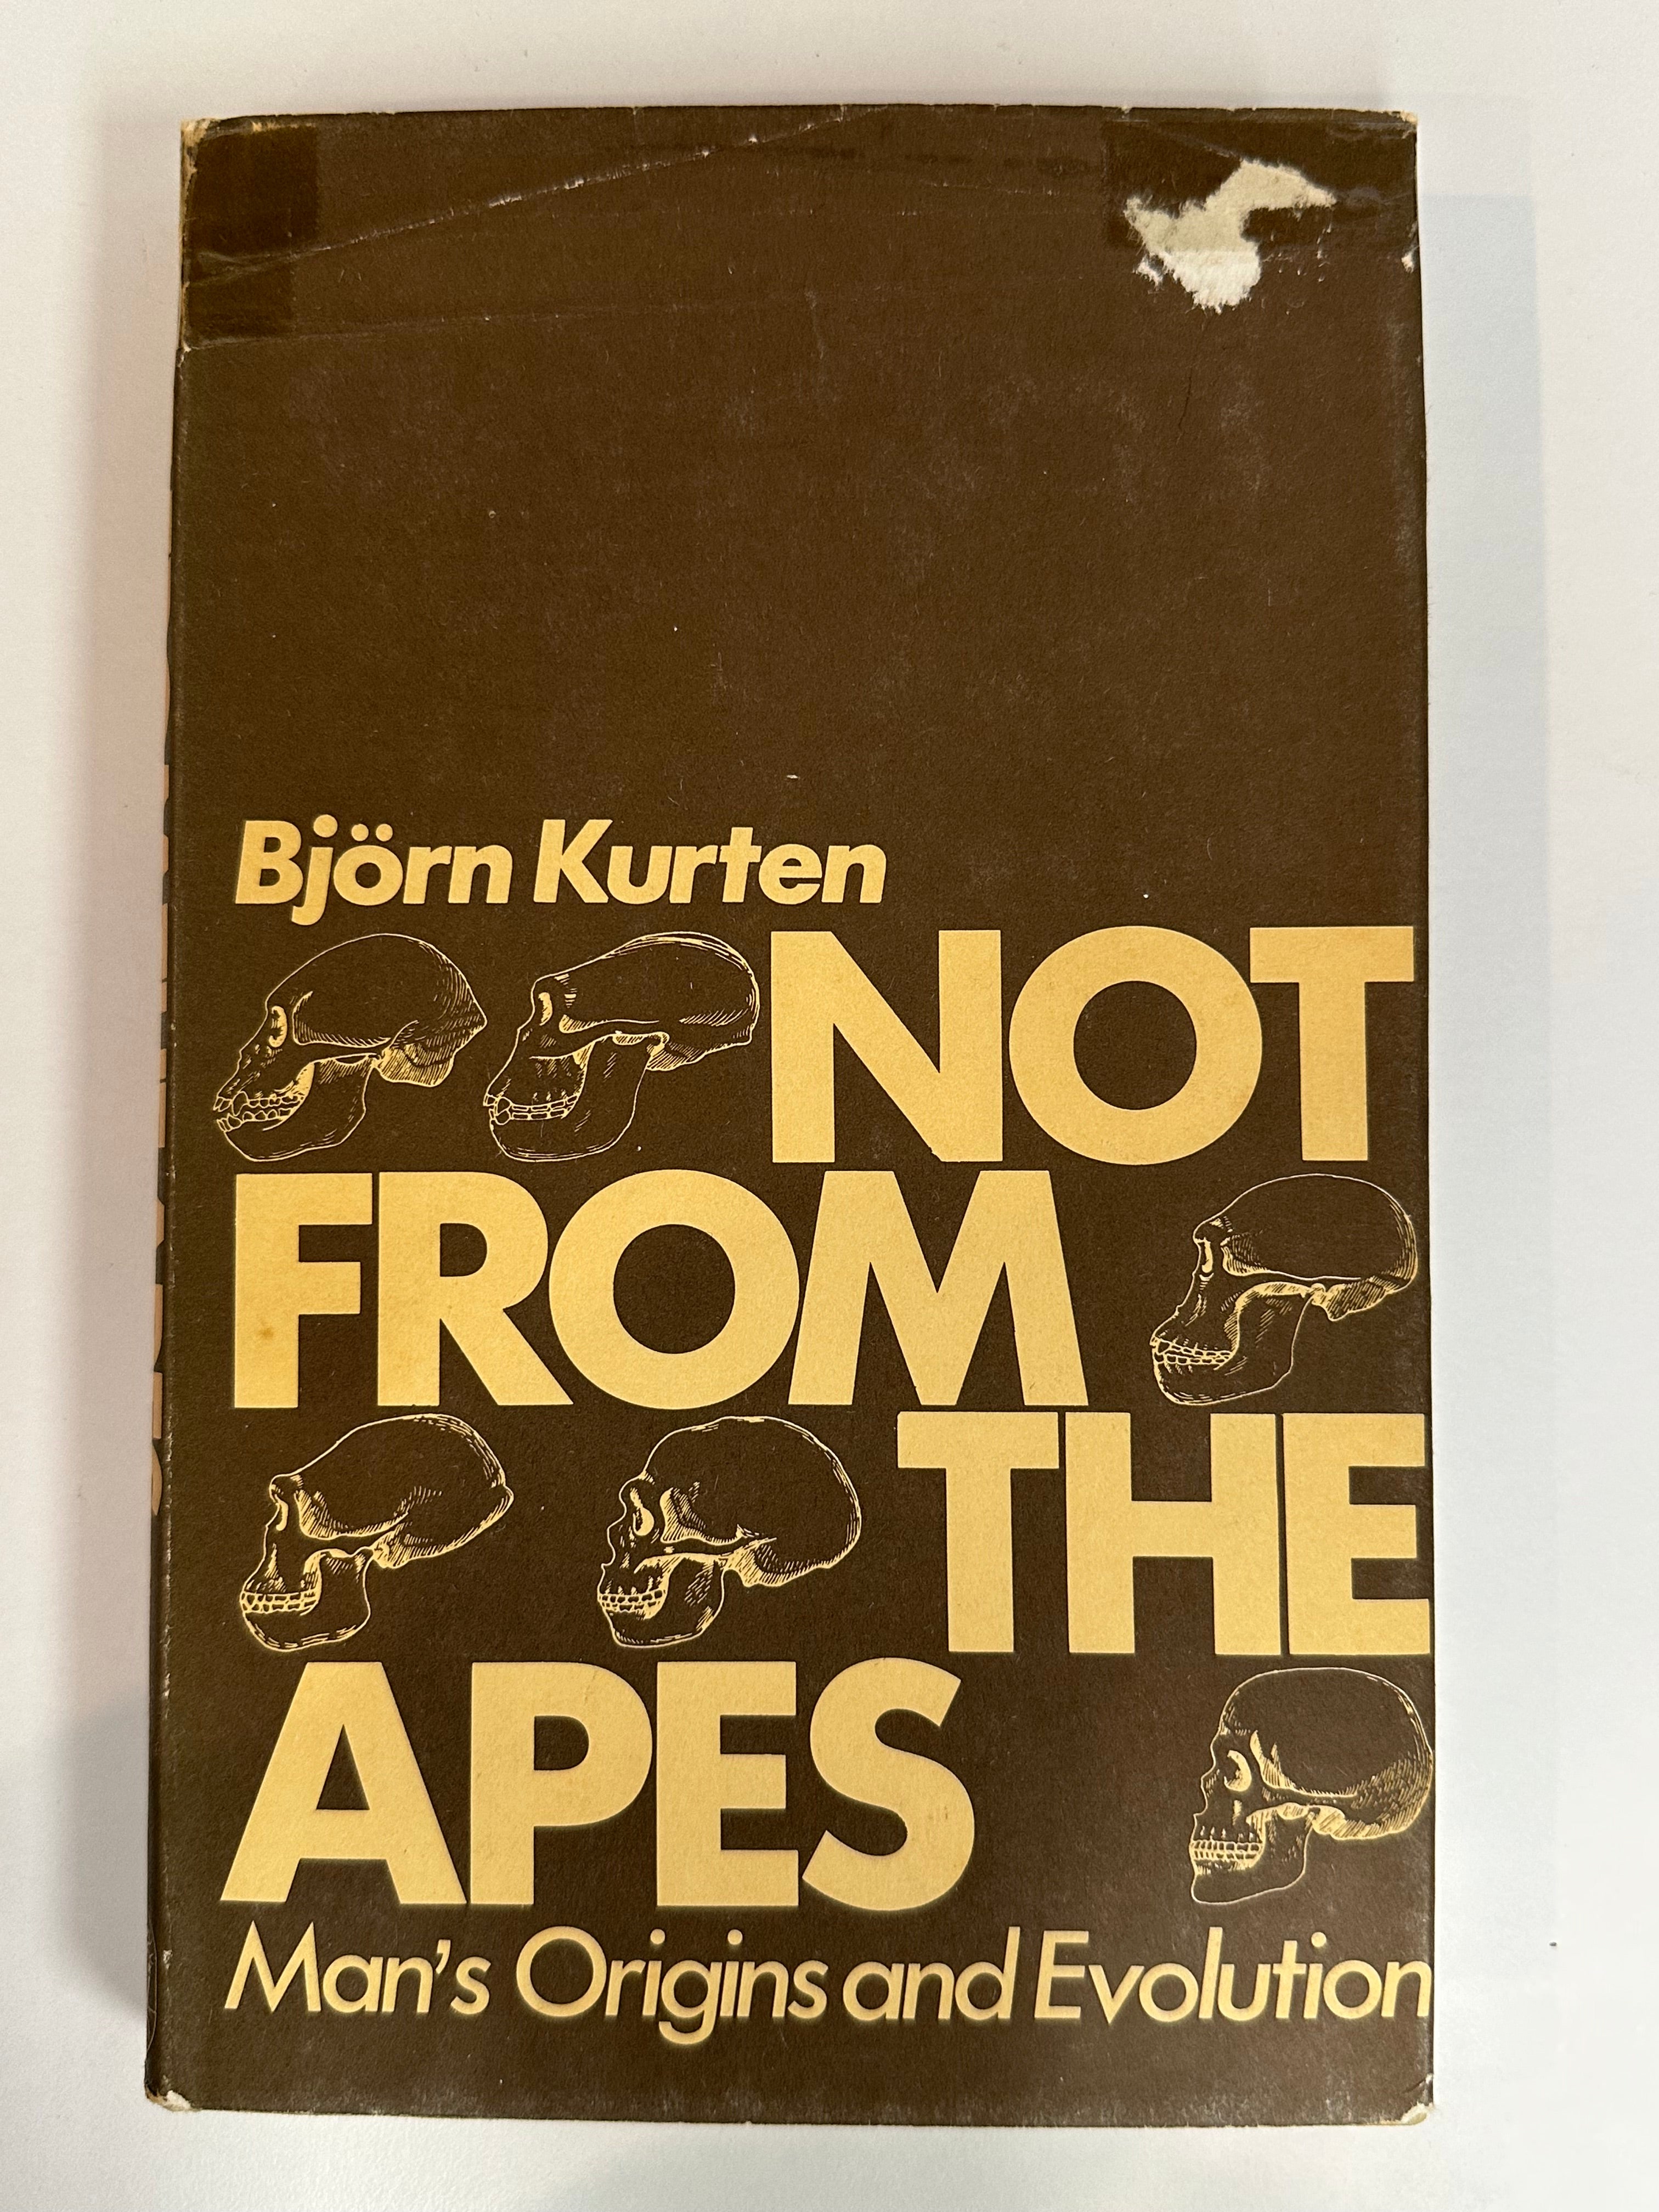 Björn Kurten
NOT
FROM
THE
APES
Man's Origins and Evolution